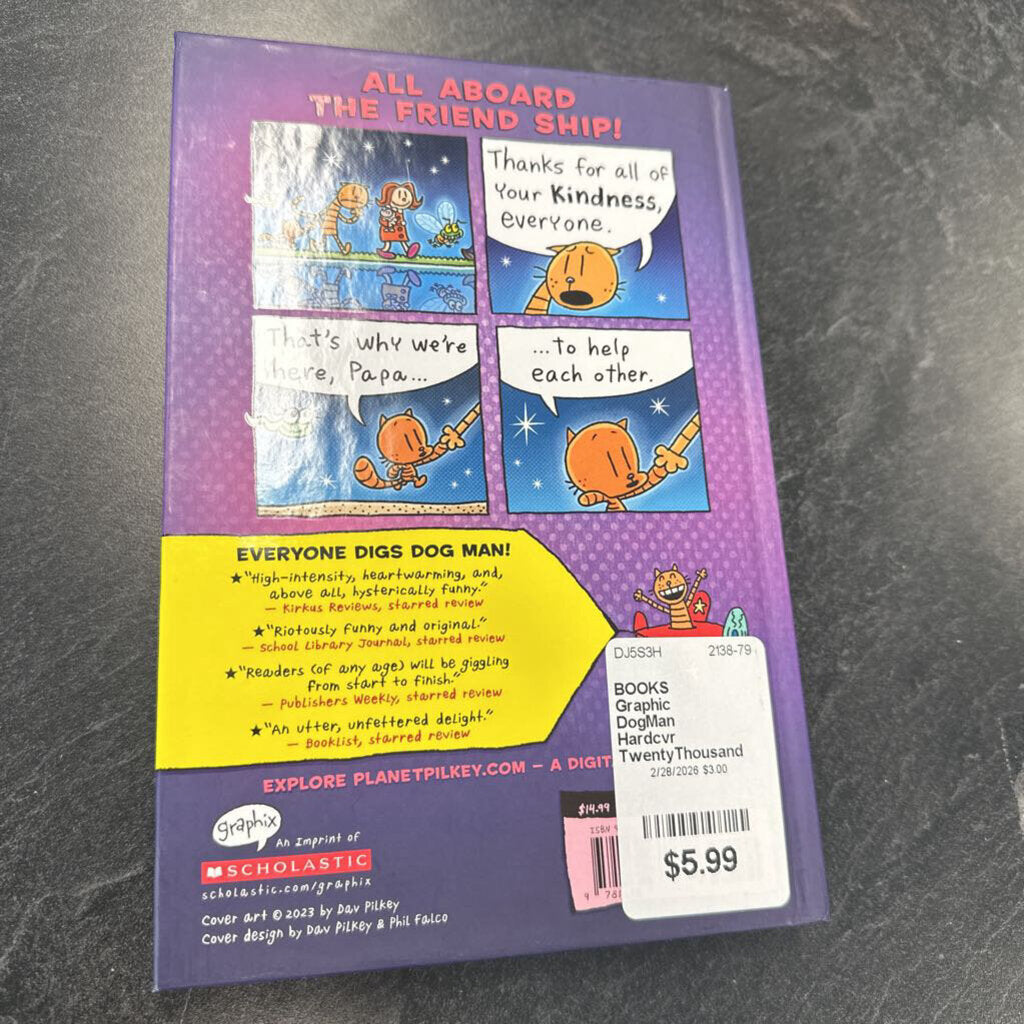 ALL ABOARD
THE FRIEND SHIP!
Thanks for all of
Your Kindness,
everyone.
That's why we're
here, Papa...
...To help
each other.
EVERYONE DIGS DOG MAN!
★"High-intensity, heartwarming, and,
above all, hysterically funny."
— Kirkus Reviews, starred review
★"Riotously funny and original."
— School Library Journal, starred review
★"Readers (of any age) will be giggling
from start to finish."
— Publishers Weekly, starred review
★"An utter, unfettered delight."
— Booklist, starred review
EXPLORE PLANETPILKEY.COM — A DIGIT
graphix
An Imprint of
SCHOLASTIC
scholastic.com/graphix
Cover art © 2023 by Dav Pilkey
Cover design by Dav Pilkey & Phil Falco
$14.99
ISBN 9
9 78
DJ5S3H 2138-79
BOOKS
Graphic
DogMan
Hardcvr
TwentyThousand
2/28/2026 $3.00
$5.99